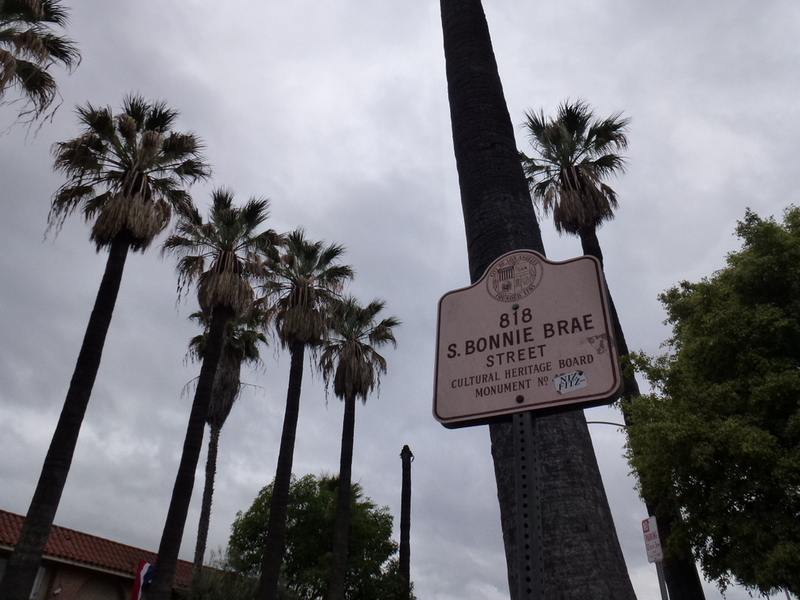 818
S. BONNIE BRAE
STREET
CULTURAL HERITAGE BOARD
MONUMENT Nº